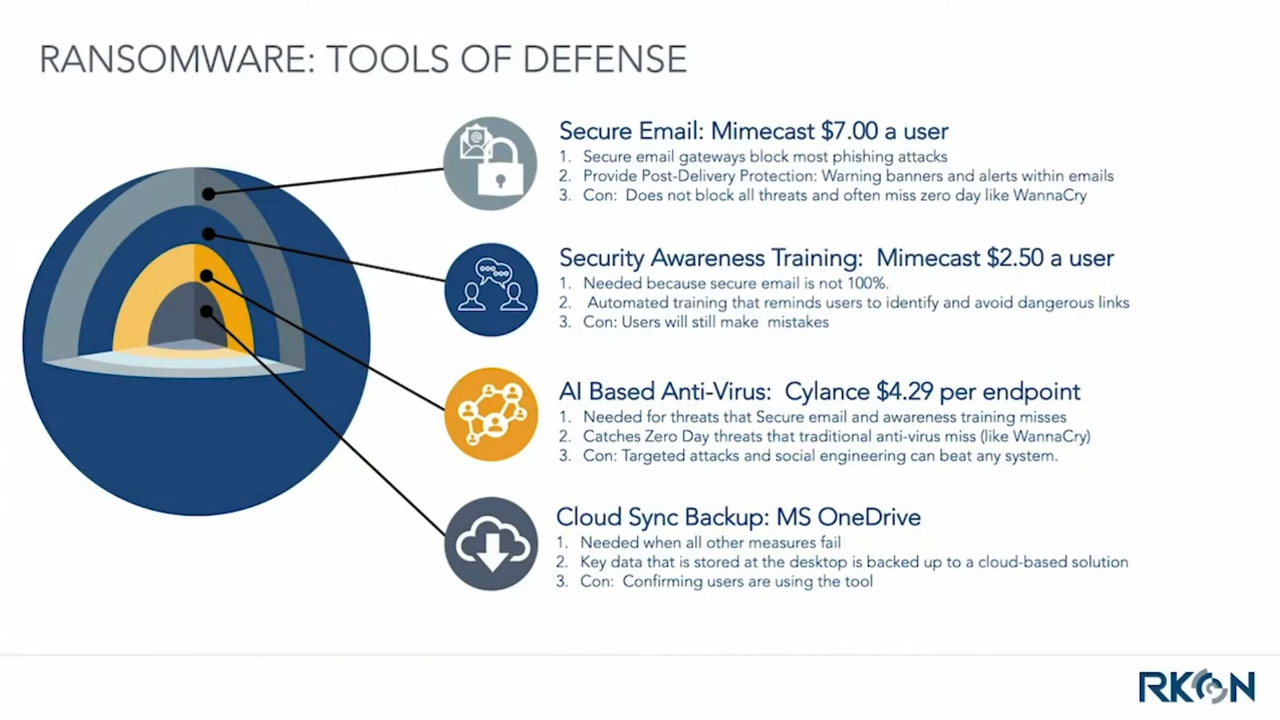 RANSOMWARE: TOOLS OF DEFENSE
Secure Email: Mimecast $7.00 a user
1. Secure email gateways block most phishing attacks
2. Provide Post-Delivery Protection: Warning banners and alerts within emails
3. Con: Does not block all threats and often miss zero day like WannaCry
Security Awareness Training: Mimecast $2.50 a user
1. Needed because secure email is not 100%.
2. Automated training that reminds users to identify and avoid dangerous links
3. Con: Users will still make mistakes
AI Based Anti-Virus: Cylance $4.29 per endpoint
1. Needed for threats that Secure email and awareness training misses
2. Catches Zero Day threats that traditional anti-virus miss (like WannaCry)
3. Con: Targeted attacks and social engineering can beat any system.
Cloud Sync Backup: MS OneDrive
1. Needed when all other measures fail
2. Key data that is stored at the desktop is backed up to a cloud-based solution
3. Con: Confirming users are using the tool
RKON